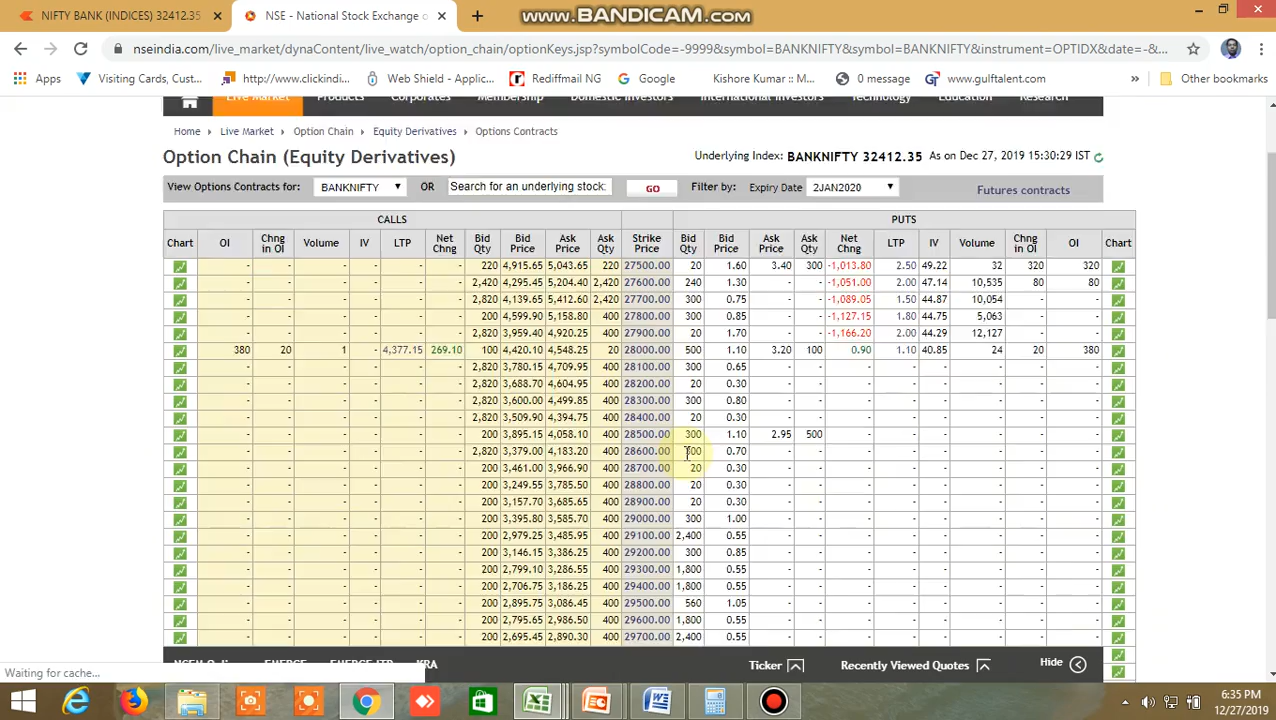 NIFTY BANK (INDICES) 32412.35
NSE - National Stock Exchange o
www.BANDICAM.com
nseindia.com/live_market/dynaContent/live_watch/option_chain/optionKeys.jsp?symbolCode=-9999&symbol=BANKNIFTY&symbol=BANKNIFTY&instrument=OPTIDX&date=-&...
Apps Visiting Cards, Cust... http://www.clickindi... Web Shield - Applic... Rediffmail NG Google Kishore Kumar :: M... 0 message www.gulftalent.com » Other bookmarks
Live Market Products Corporates Membership Domestic Investors International Investors Technology Education Research
Home Live Market Option Chain Equity Derivatives Options Contracts
Option Chain (Equity Derivatives) Underlying Index: BANKNIFTY 32412.35 As on Dec 27, 2019 15:30:29 IST
View Options Contracts for: BANKNIFTY OR Search for an underlying stock: GO Filter by: Expiry Date 2JAN2020 Futures contracts
CALLS PUTS
Chart OI Chng in OI Volume IV LTP Net Chng Bid Qty Bid Price Ask Price Ask Qty Strike Price Bid Qty Bid Price Ask Price Ask Qty Net Chng LTP IV Volume Chng in OI OI Chart
- - - - - - 220 4,915.65 5,043.65 220 27500.00 20 1.60 3.40 300 -1,013.80 2.50 49.22 32 320 320
- - - - - - 2,420 4,295.45 5,204.40 2,420 27600.00 240 1.30 - - -1,051.00 2.00 47.14 10,535 80 80
- - - - - - 2,820 4,139.65 5,412.60 2,420 27700.00 300 0.75 - - -1,089.05 1.50 44.87 10,054 - -
- - - - - - 200 4,599.90 5,158.80 400 27800.00 300 0.85 - - -1,127.15 1.80 44.75 5,063 - -
- - - - - - 200 3,959.40 4,920.25 400 27900.00 20 1.70 - - -1,166.20 2.00 44.29 12,127 - -
380 20 1 - 4,377.15 269.10 100 4,420.10 4,548.25 20 28000.00 500 1.10 3.20 100 0.90 1.10 40.85 24 20 380
- - - - - - 2,820 3,780.15 4,709.95 400 28100.00 300 0.65 - - - - - - - -
- - - - - - 2,820 3,688.70 4,604.95 400 28200.00 20 0.30 - - - - - - - -
- - - - - - 2,820 3,600.00 4,499.85 400 28300.00 300 0.80 - - - - - - - -
- - - - - - 2,820 3,509.90 4,394.75 400 28400.00 20 0.30 - - - - - - - -
- - - - - - 200 3,895.15 4,058.10 400 28500.00 300 1.10 2.95 500 - - - - - -
- - - - - - 2,820 3,379.00 4,183.20 400 28600.00 0.70 - - - - - - - -
- - - - - - 200 3,461.00 3,966.90 400 28700.00 20 0.30 - - - - - - - -
- - - - - - 200 3,249.55 3,785.50 400 28800.00 20 0.30 - - - - - - - -
- - - - - - 200 3,157.70 3,685.65 400 28900.00 20 0.30 - - - - - - - -
- - - - - - 200 3,395.80 3,585.70 400 29000.00 300 1.00 - - - - - - - -
- - - - - - 200 2,979.25 3,485.95 400 29100.00 2,400 0.55 - - - - - - - -
- - - - - - 200 3,146.15 3,386.25 400 29200.00 300 0.85 - - - - - - - -
- - - - - - 200 2,799.10 3,286.55 400 29300.00 1,800 0.55 - - - - - - - -
- - - - - - 200 2,706.75 3,186.25 400 29400.00 1,800 0.55 - - - - - - - -
- - - - - - 200 2,895.75 3,086.45 400 29500.00 560 1.05 - - - - - - - -
- - - - - - 200 2,795.65 2,986.50 400 29600.00 1,800 0.55 - - - - - - - -
- - - - - - 200 2,695.45 2,890.30 400 29700.00 2,400 0.55 - - - - - - - -
Ticker Recently Viewed Quotes Hide
Waiting for cache...
6:35 PM
12/27/2019